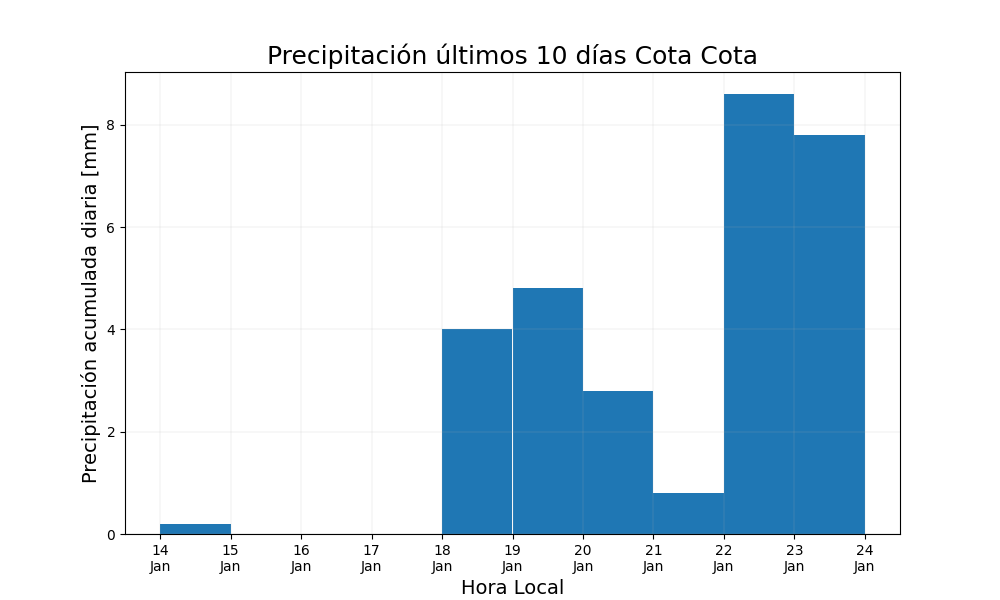 Precipitación últimos 10 días Cota Cota
Precipitación acumulada diaria [mm]
8
6
4
2
0
14 15 16 17 18 19 20 21 22 23 24
Jan Jan Jan Jan Jan Jan Jan Jan Jan Jan Jan
Hora Local